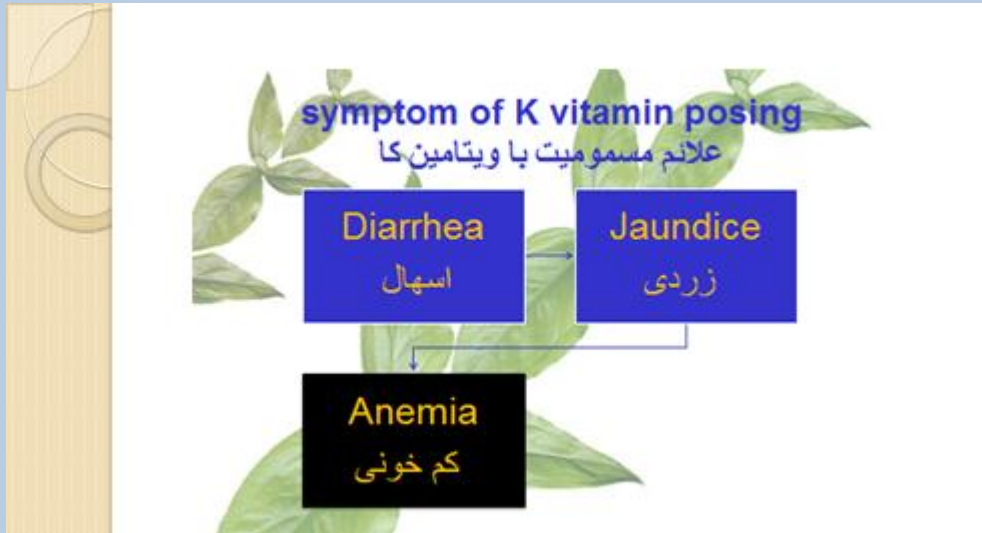 symptom of K vitamin posing
علائم مسمومیت با ویتامین کا
Diarrhea
اسهال
Jaundice
زردی
Anemia
کم خونی